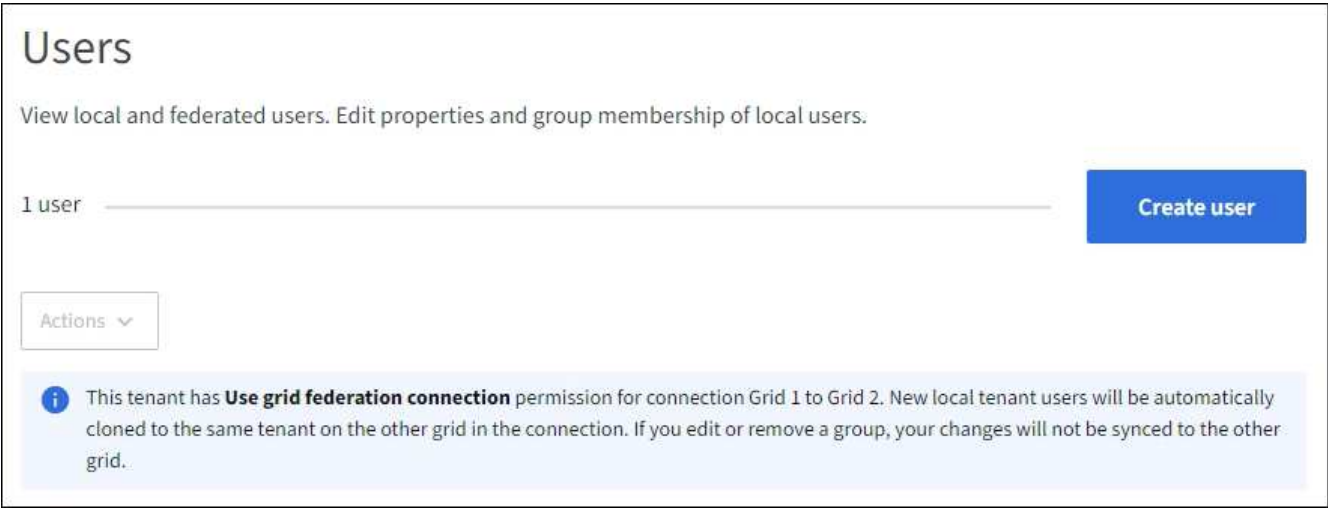 Users
View local and federated users. Edit properties and group membership of local users.
1 user
Create user
Actions
This tenant has Use grid federation connection permission for connection Grid 1 to Grid 2. New local tenant users will be automatically
cloned to the same tenant on the other grid in the connection. If you edit or remove a group, your changes will not be synced to the other
grid.